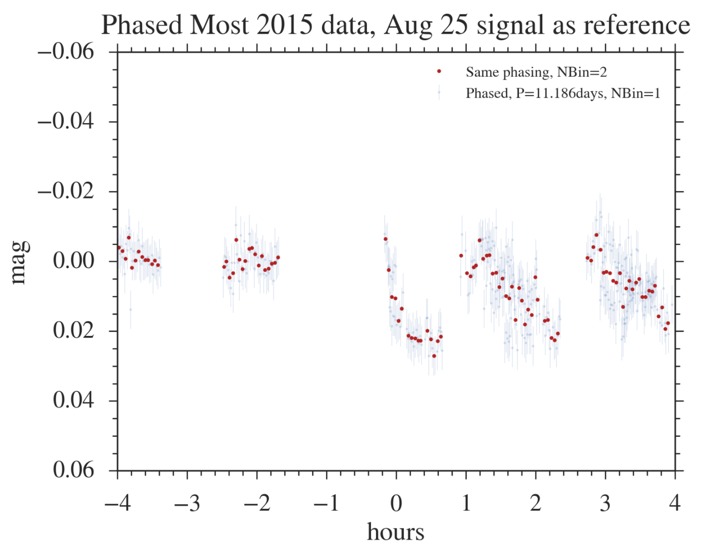 Phased Most 2015 data, Aug 25 signal as reference
−0.06
−0.04
−0.02
0.00
0.02
0.04
0.06
mag
Same phasing, NBin=2
Phased, P=11.186days, NBin=1
−4 −3 −2 −1 0 1 2 3 4
hours